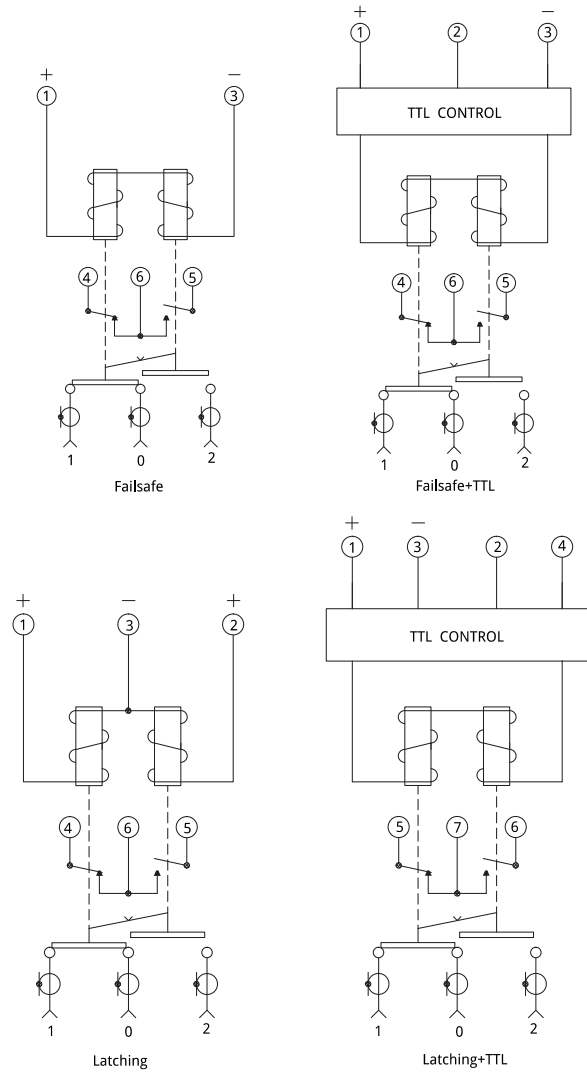 + −
1 3
4 6 5
1 0 2
Failsafe
+ −
1 2 3
TTL CONTROL
4 6 5
1 0 2
Failsafe+TTL
+ − +
1 3 2
4 6 5
1 0 2
Latching
+ −
1 3 2 4
TTL CONTROL
5 7 6
1 0 2
Latching+TTL